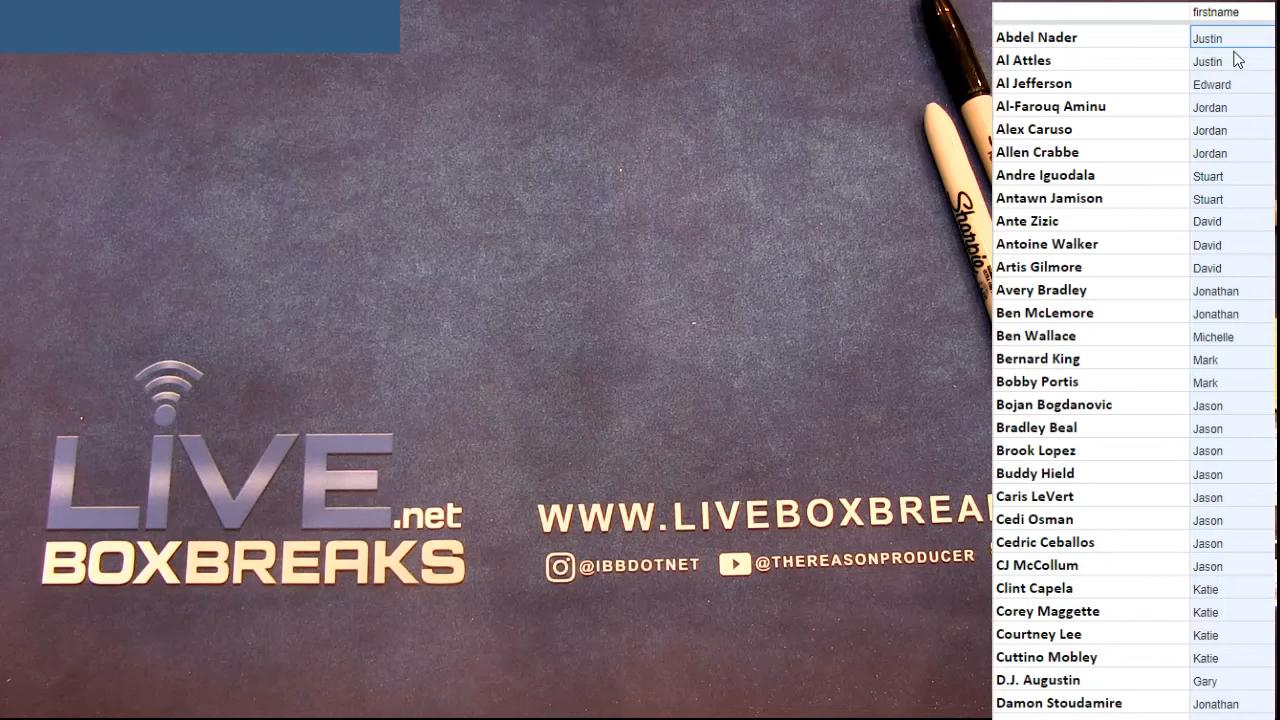 firstname
Abdel Nader Justin
Al Attles Justin
Al Jefferson Edward
Al-Farouq Aminu Jordan
Alex Caruso Jordan
Allen Crabbe Jordan
Andre Iguodala Stuart
Antawn Jamison Stuart
Ante Zizic David
Antoine Walker David
Artis Gilmore David
Avery Bradley Jonathan
Ben McLemore Jonathan
Ben Wallace Michelle
Bernard King Mark
Bobby Portis Mark
Bojan Bogdanovic Jason
Bradley Beal Jason
Brook Lopez Jason
Buddy Hield Jason
Caris LeVert Jason
Cedi Osman Jason
Cedric Ceballos Jason
CJ McCollum Jason
Clint Capela Katie
Corey Maggette Katie
Courtney Lee Katie
Cuttino Mobley Katie
D.J. Augustin Gary
Damon Stoudamire Jonathan
Sharpie
LIVE.net
BOXBREAKS
WWW.LIVEBOXBREA
@IBBDOTNET @THEREASONPRODUCER